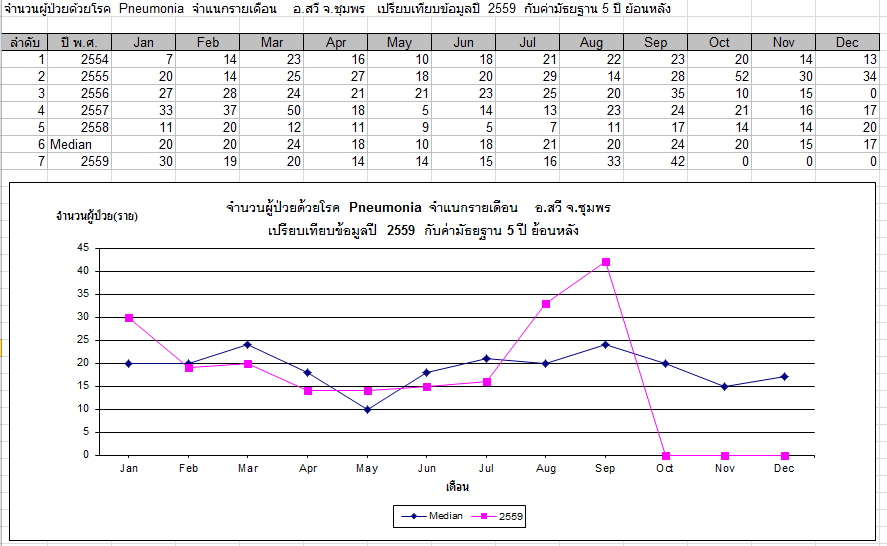 จำนวนผู้ป่วยด้วยโรค Pneumonia จำแนกรายเดือน อ.สวี จ.ชุมพร เปรียบเทียบข้อมูลปี 2559 กับค่ามัธยฐาน 5 ปี ย้อนหลัง
ลำดับ ปี พ.ศ. Jan Feb Mar Apr May Jun Jul Aug Sep Oct Nov Dec
1 2554 7 14 23 16 10 18 21 22 23 20 14 13
2 2555 20 14 25 27 18 20 29 14 28 52 30 34
3 2556 27 28 24 21 21 23 25 20 35 10 15 0
4 2557 33 37 50 18 5 14 13 23 24 21 16 17
5 2558 11 20 12 11 9 5 7 11 17 14 14 20
6 Median 20 20 24 18 10 18 21 20 24 20 15 17
7 2559 30 19 20 14 14 15 16 33 42 0 0 0
จำนวนผู้ป่วยด้วยโรค Pneumonia จำแนกรายเดือน อ.สวี จ.ชุมพร
เปรียบเทียบข้อมูลปี 2559 กับค่ามัธยฐาน 5 ปี ย้อนหลัง
จำนวนผู้ป่วย(ราย)
45
40
35
30
25
20
15
10
5
0
Jan Feb Mar Apr May Jun Jul Aug Sep Oct Nov Dec
เดือน
Median 2559